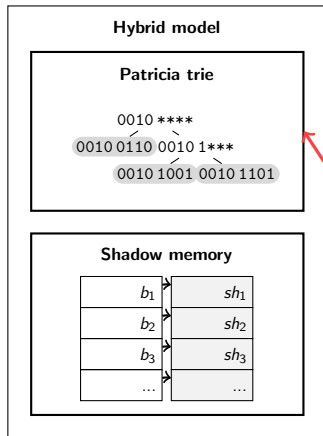 Hybrid model
Patricia trie
0010 ****
0010 0110 0010 1***
0010 1001 0010 1101
Shadow memory
b1 sh1
b2 sh2
b3 sh3
... ...